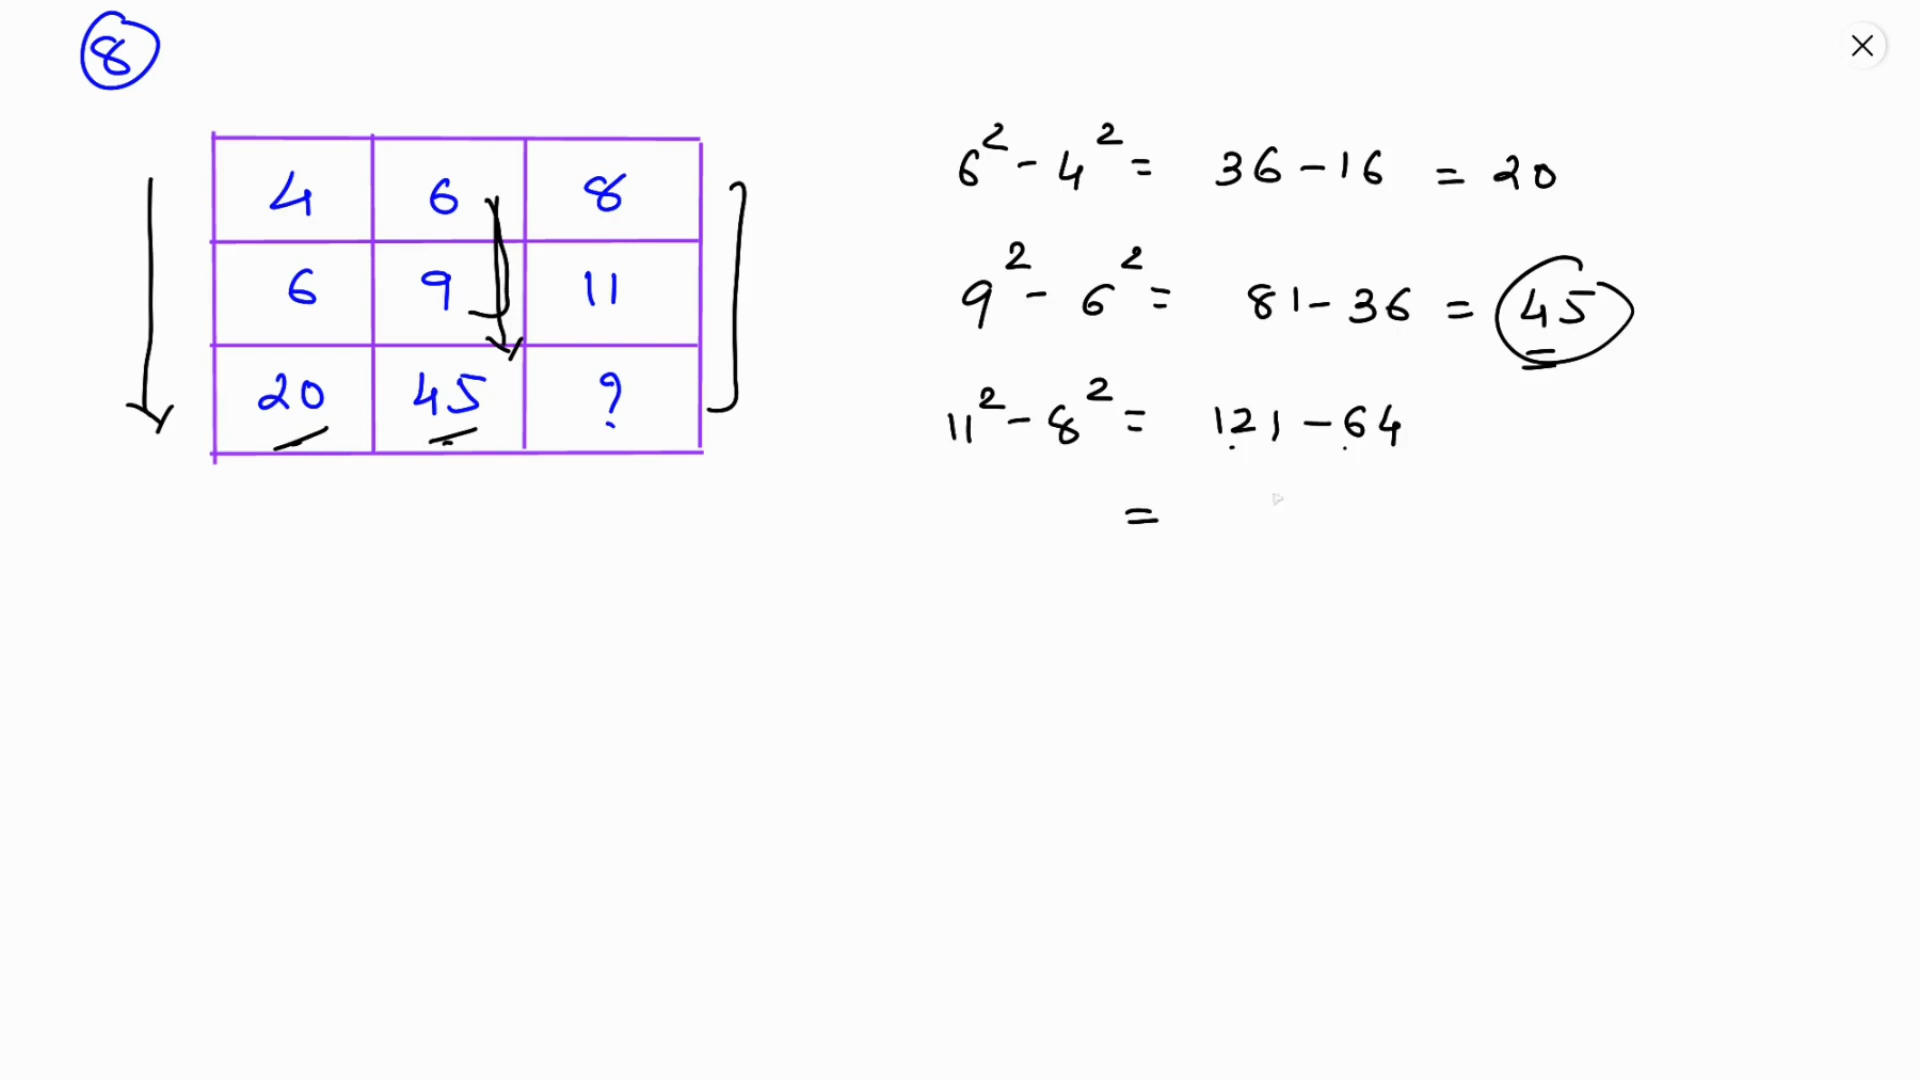 8
4 6 8
6 9 11
20 45 ?
6² - 4² = 36 - 16 = 20
9² - 6² = 81 - 36 = 45
11² - 8² = 121 - 64
=